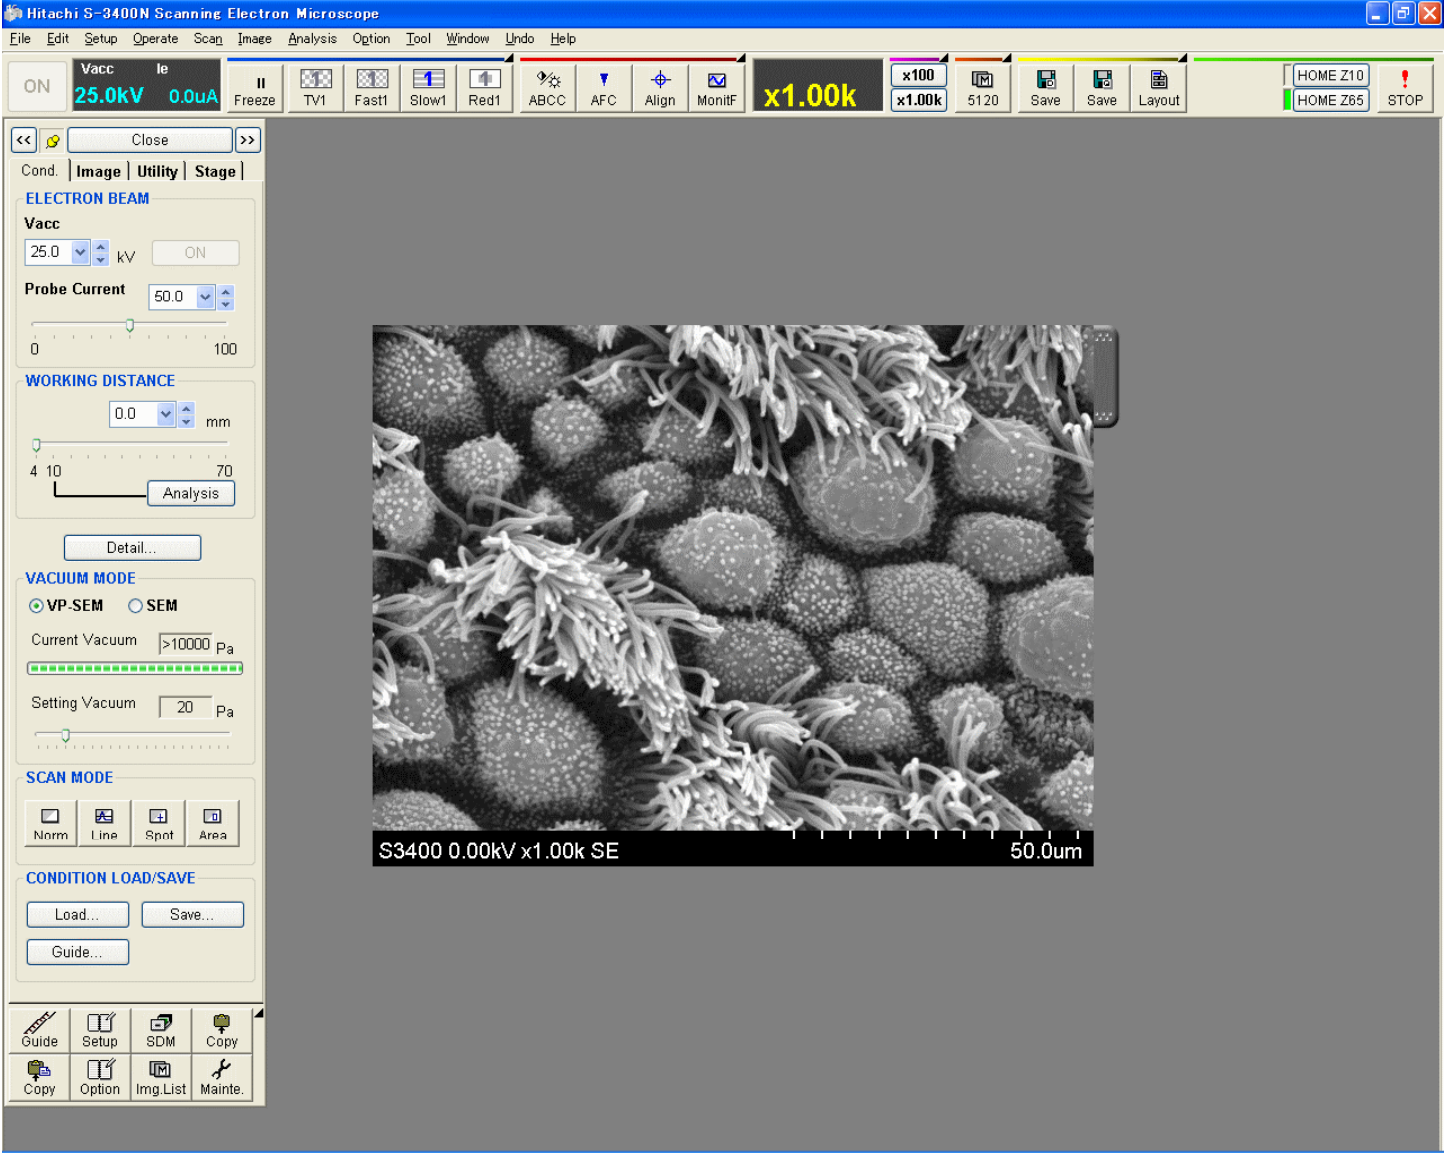 Hitachi S-3400N Scanning Electron Microscope
File Edit Setup Operate Scan Image Analysis Option Tool Window Undo Help
ON
Vacc Ie
25.0kV 0.0uA
Freeze
TV1
Fast1
Slow1
Red1
ABCC
AFC
Align
MonitF
x1.00k
x100
x1.00k
5120
Save
Save
Layout
HOME Z10
HOME Z65
STOP
<< Close >>
Cond. Image Utility Stage
ELECTRON BEAM
Vacc
25.0 kV ON
Probe Current 50.0
0 100
WORKING DISTANCE
0.0 mm
4 10 70
Analysis
Detail...
VACUUM MODE
VP-SEM SEM
Current Vacuum >10000 Pa
Setting Vacuum 20 Pa
SCAN MODE
Norm Line Spot Area
CONDITION LOAD/SAVE
Load... Save...
Guide...
Guide Setup SDM Copy
Copy Option Img.List Mainte.
S3400 0.00kV x1.00k SE 50.0um